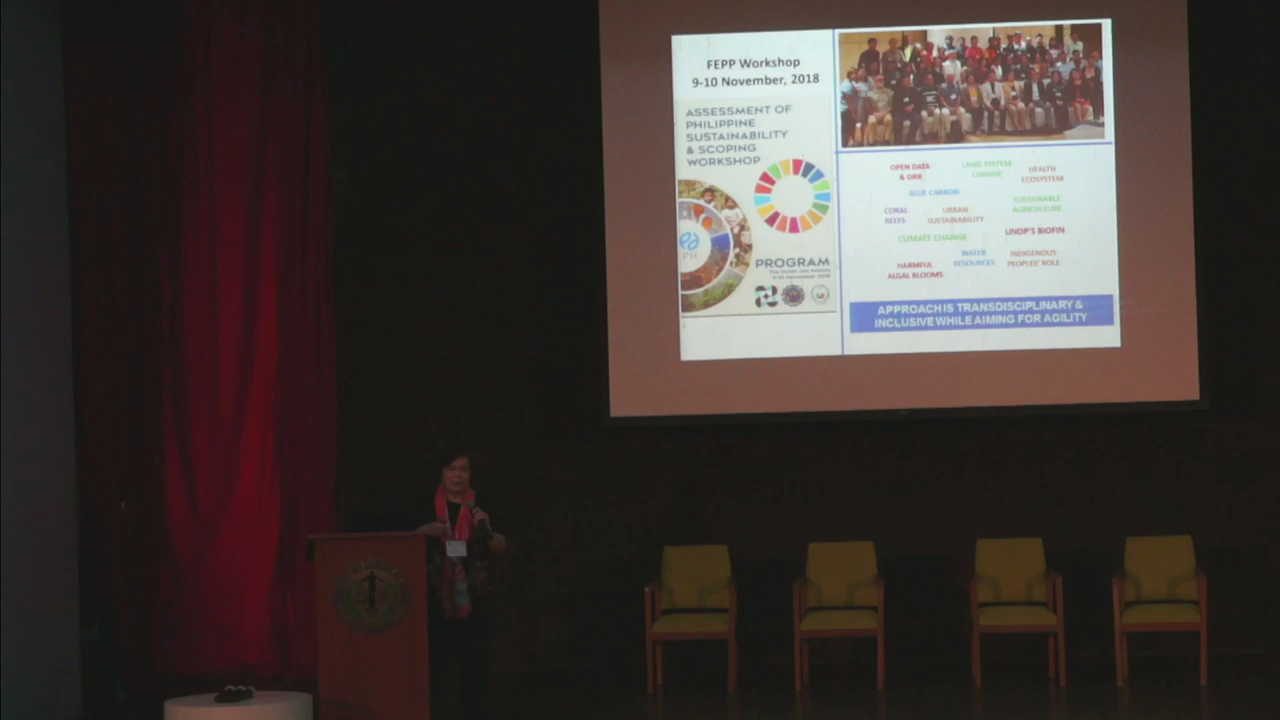 FEPP Workshop
9-10 November, 2018
ASSESSMENT OF
PHILIPPINE
SUSTAINABILITY
& SCOPING
WORKSHOP
PH
PROGRAM
OPEN DATA
& DRR
LAND SYSTEM
CHANGE
HEALTH
ECOSYSTEM
BLUE CARBON
SUSTAINABLE
AGRICULTURE
CORAL
REEFS
URBAN
SUSTAINABILITY
CLIMATE CHANGE
UNDP'S BIOFIN
WATER
RESOURCES
INDIGENOUS
PEOPLES' ROLE
HARMFUL
ALGAL BLOOMS
APPROACH IS TRANSDISCIPLINARY &
INCLUSIVE WHILE AIMING FOR AGILITY